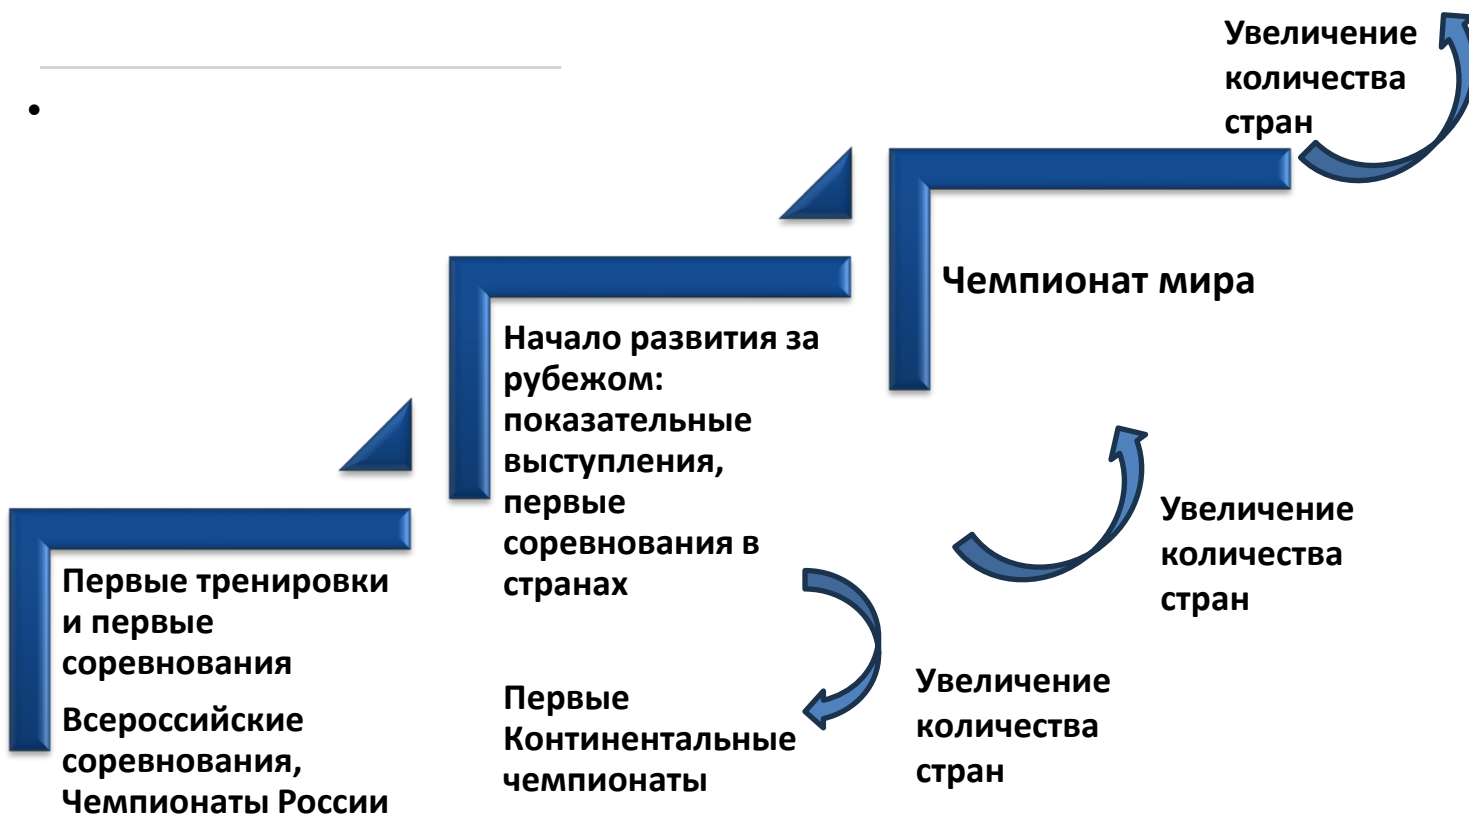 Увеличение
количества
стран
Чемпионат мира
Начало развития за
рубежом:
показательные
выступления,
первые
соревнования в
странах
Первые
Континентальные
чемпионаты
Увеличение
количества
стран
Увеличение
количества
стран
Первые тренировки
и первые
соревнования
Всероссийские
соревнования,
Чемпионаты России